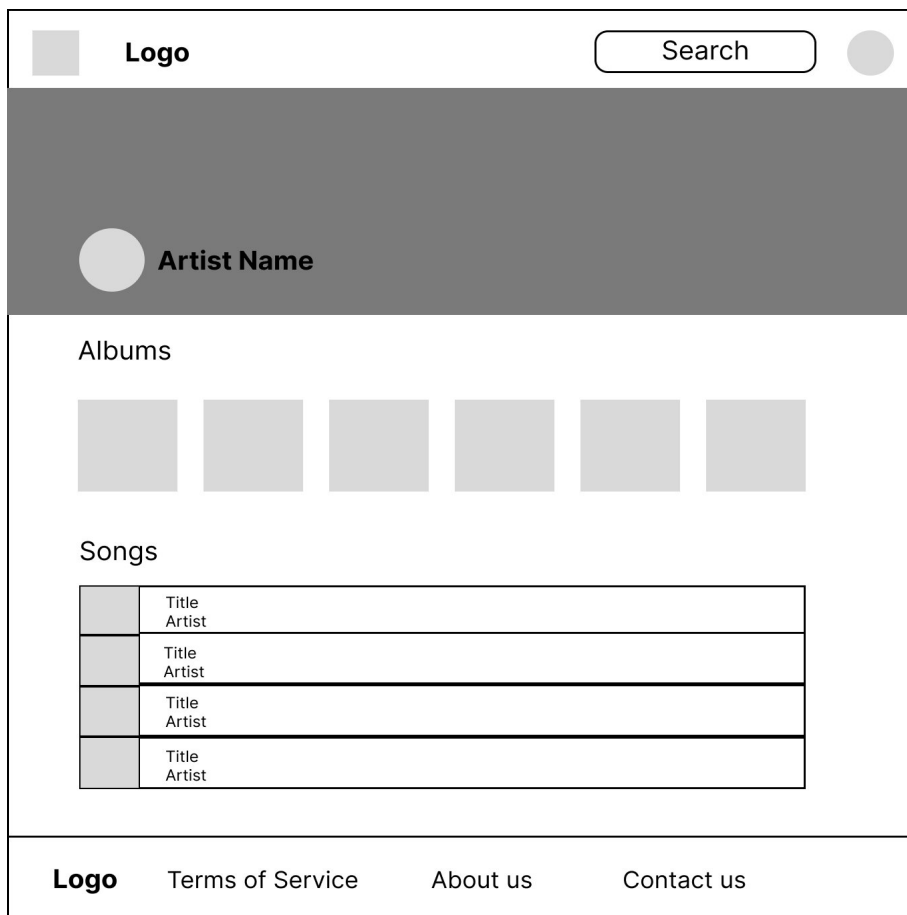 Logo
Search
Artist Name
Albums
Songs
Title
Artist
Title
Artist
Title
Artist
Title
Artist
Logo Terms of Service About us Contact us